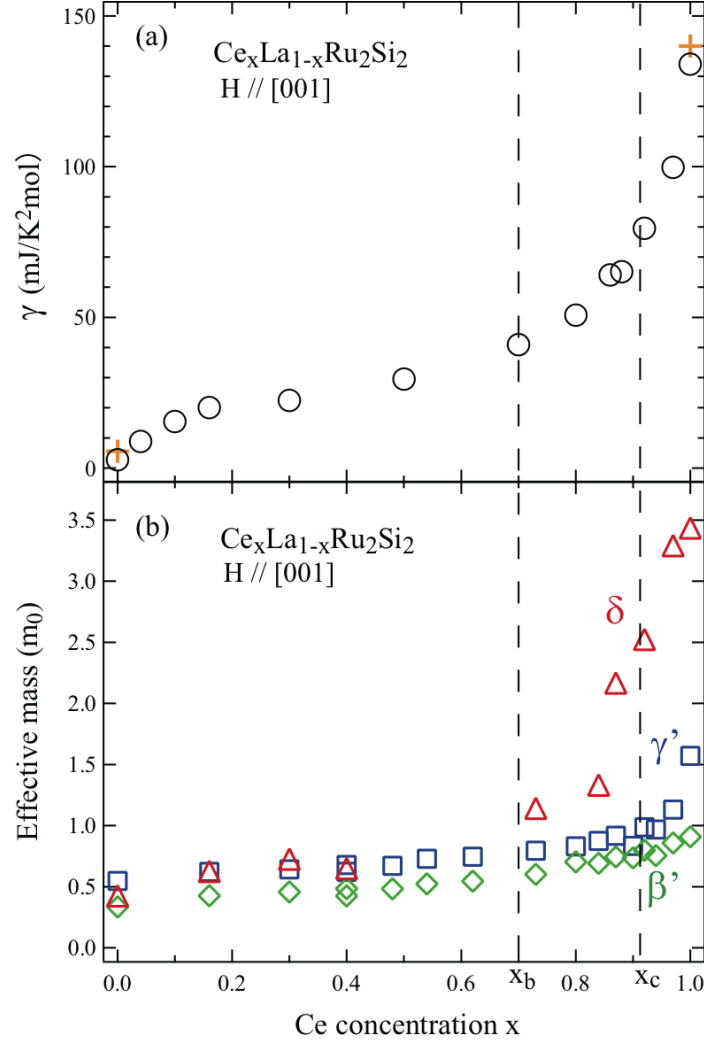 150
(a)
CeₓLa₁₋ₓRu₂Si₂
H // [001]
100
γ (mJ/K²mol)
50
0
3.5
(b)
CeₓLa₁₋ₓRu₂Si₂
H // [001]
3.0
δ
2.5
2.0
Effective mass (m₀)
γ’
1.5
1.0
0.5
β’
0.0
x_b
x_c
0.0 0.2 0.4 0.6 0.8 1.0
Ce concentration x